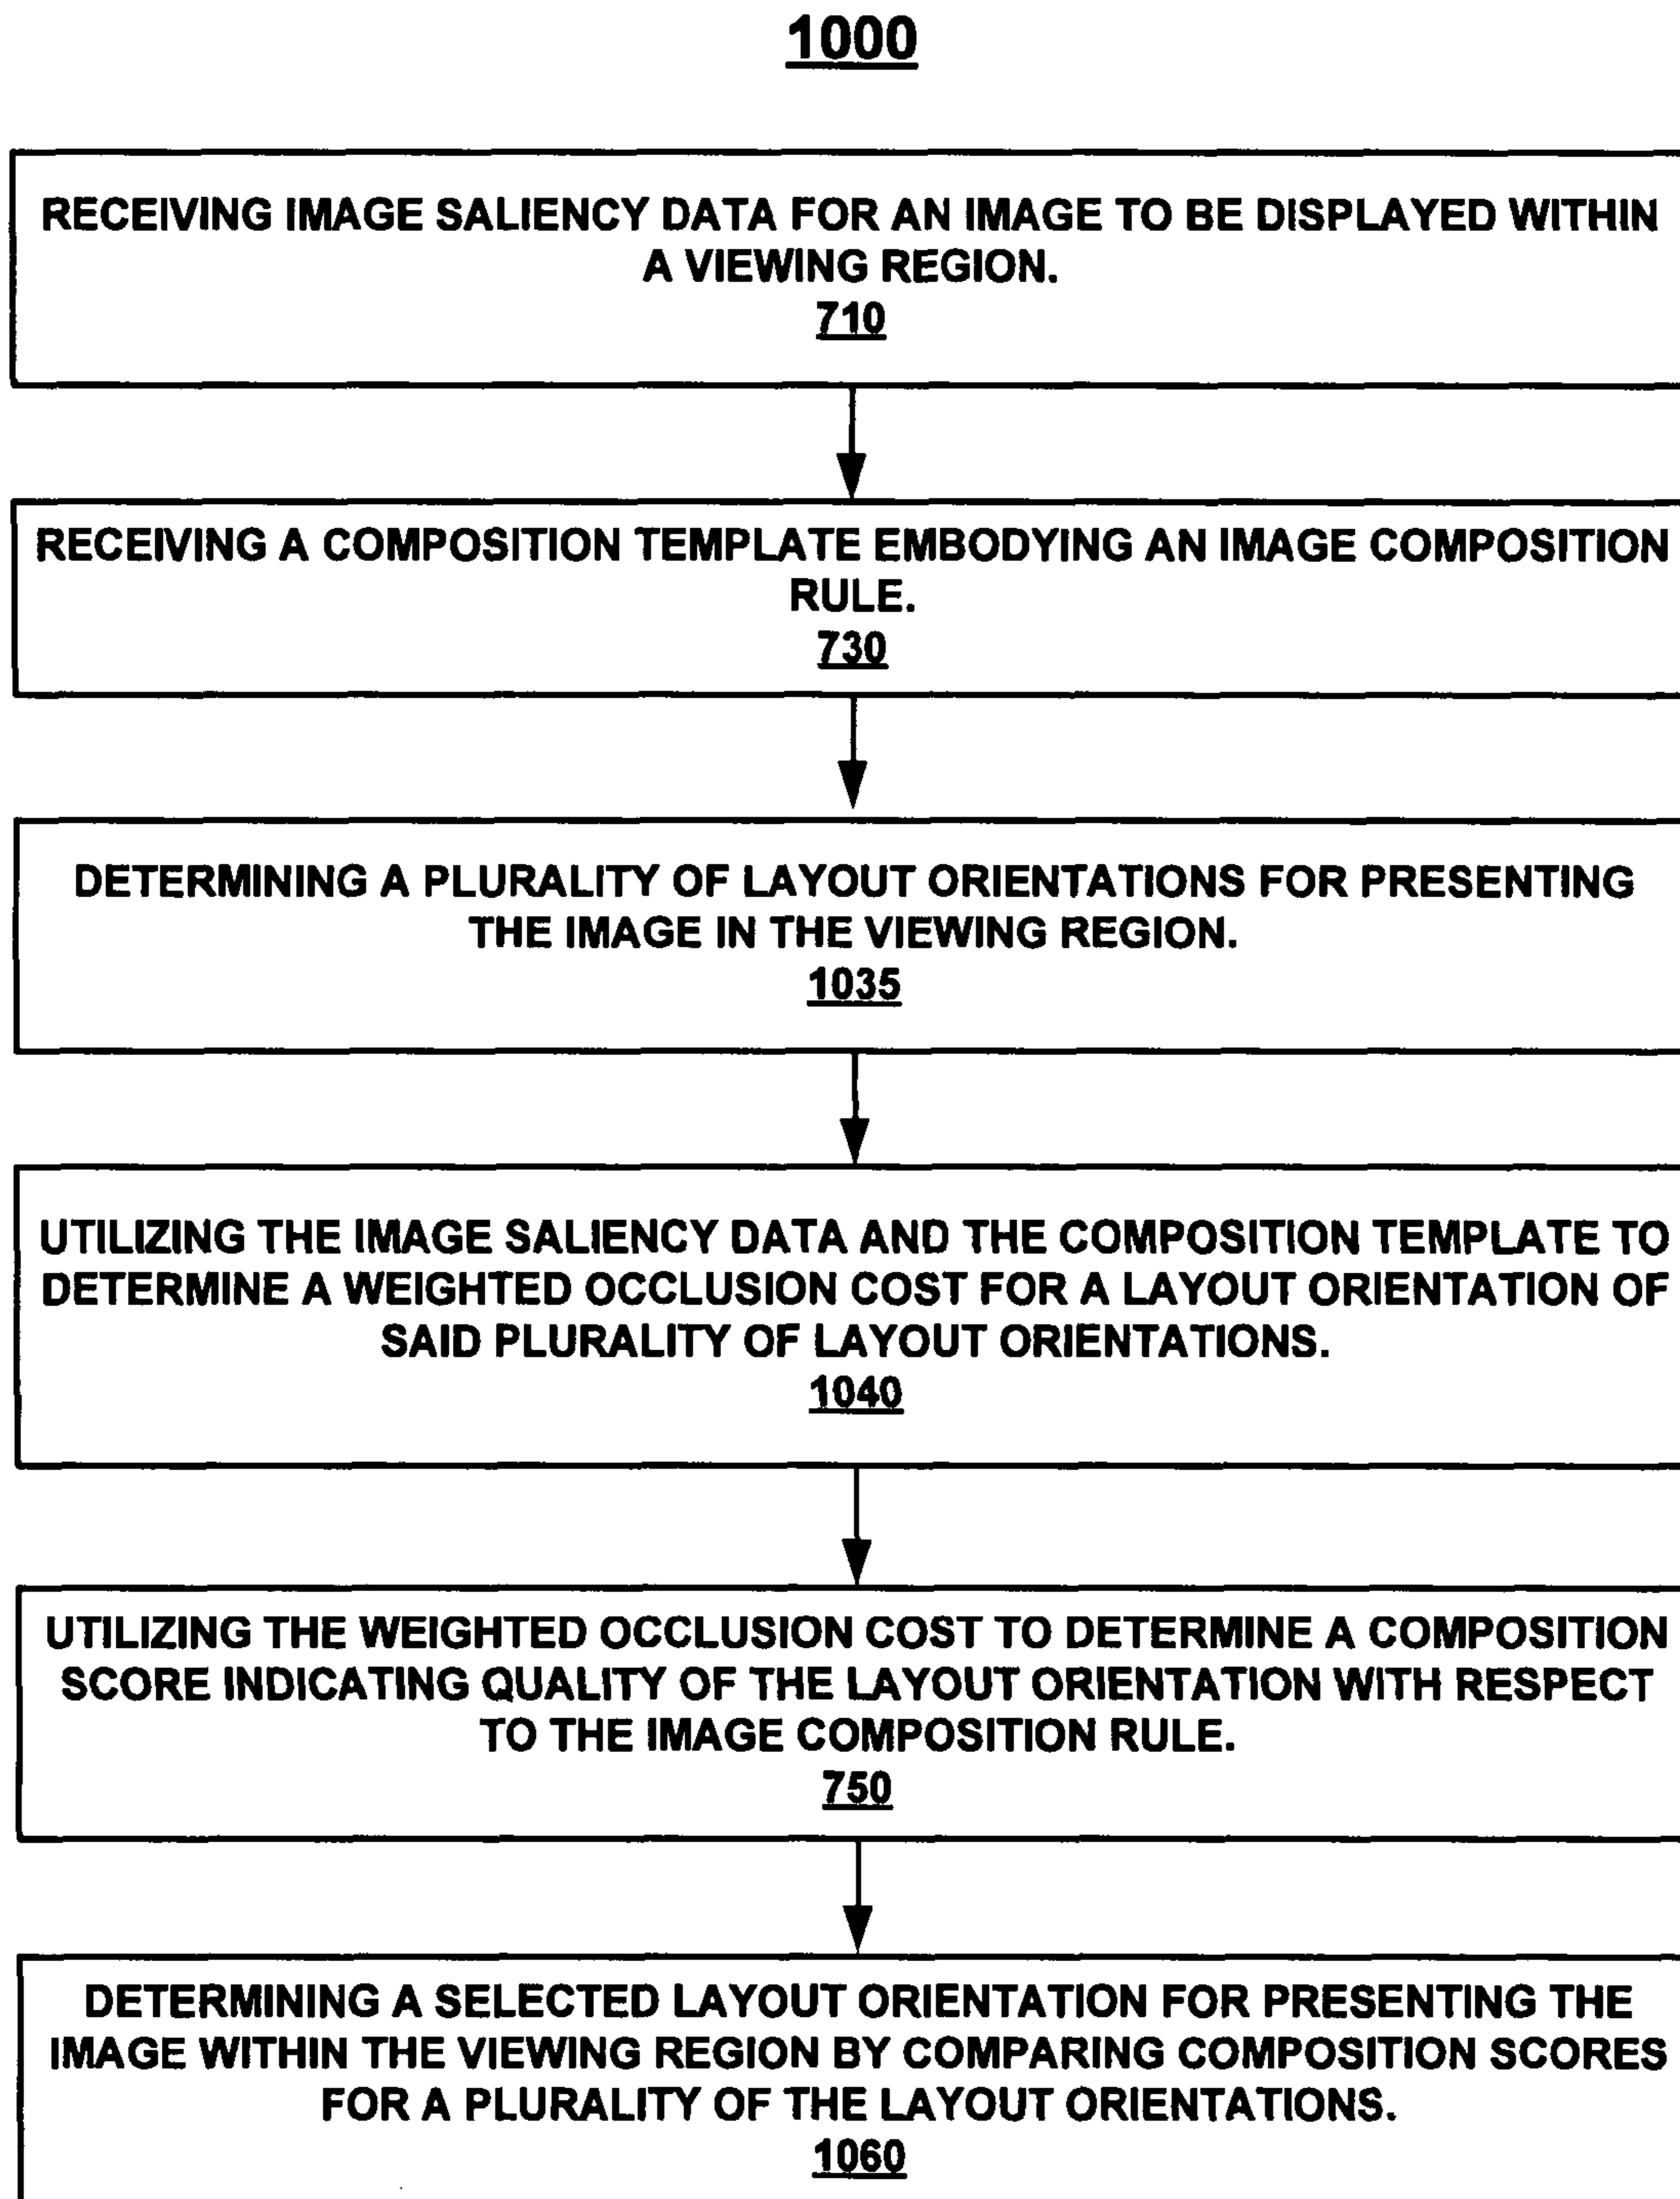 1000
RECEIVING IMAGE SALIENCY DATA FOR AN IMAGE TO BE DISPLAYED WITHIN
A VIEWING REGION.
710
RECEIVING A COMPOSITION TEMPLATE EMBODYING AN IMAGE COMPOSITION
RULE.
730
DETERMINING A PLURALITY OF LAYOUT ORIENTATIONS FOR PRESENTING
THE IMAGE IN THE VIEWING REGION.
1035
UTILIZING THE IMAGE SALIENCY DATA AND THE COMPOSITION TEMPLATE TO
DETERMINE A WEIGHTED OCCLUSION COST FOR A LAYOUT ORIENTATION OF
SAID PLURALITY OF LAYOUT ORIENTATIONS.
1040
UTILIZING THE WEIGHTED OCCLUSION COST TO DETERMINE A COMPOSITION
SCORE INDICATING QUALITY OF THE LAYOUT ORIENTATION WITH RESPECT
TO THE IMAGE COMPOSITION RULE.
750
DETERMINING A SELECTED LAYOUT ORIENTATION FOR PRESENTING THE
IMAGE WITHIN THE VIEWING REGION BY COMPARING COMPOSITION SCORES
FOR A PLURALITY OF THE LAYOUT ORIENTATIONS.
1060